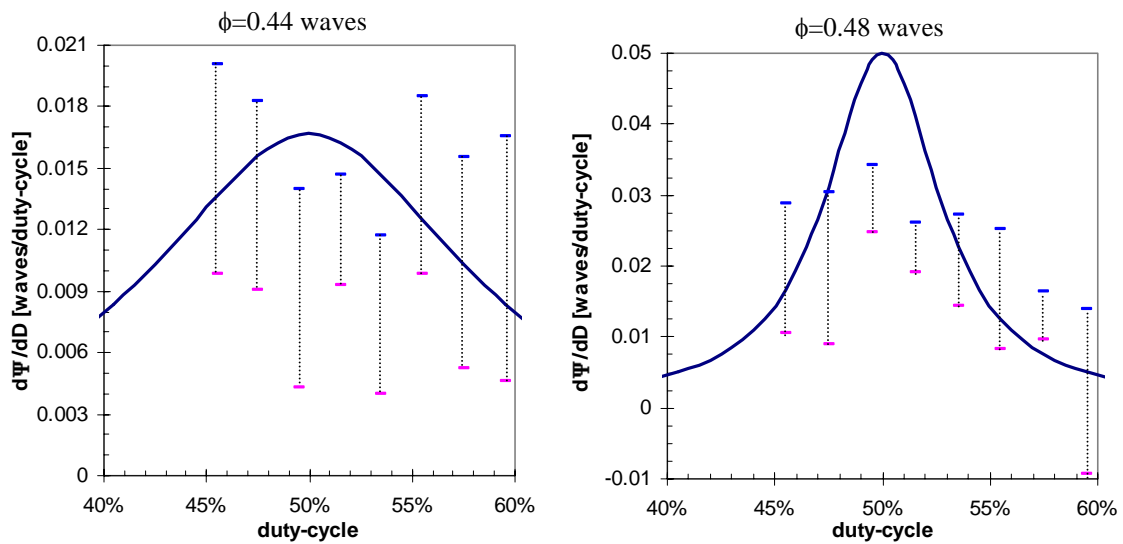 ϕ=0.44 waves
0.021
0.018
0.015
0.012
0.009
0.006
0.003
0
dΨ/dD [waves/duty-cycle]
40% 45% 50% 55% 60%
duty-cycle
ϕ=0.48 waves
0.05
0.04
0.03
0.02
0.01
0
-0.01
dΨ/dD [waves/duty-cycle]
40% 45% 50% 55% 60%
duty-cycle